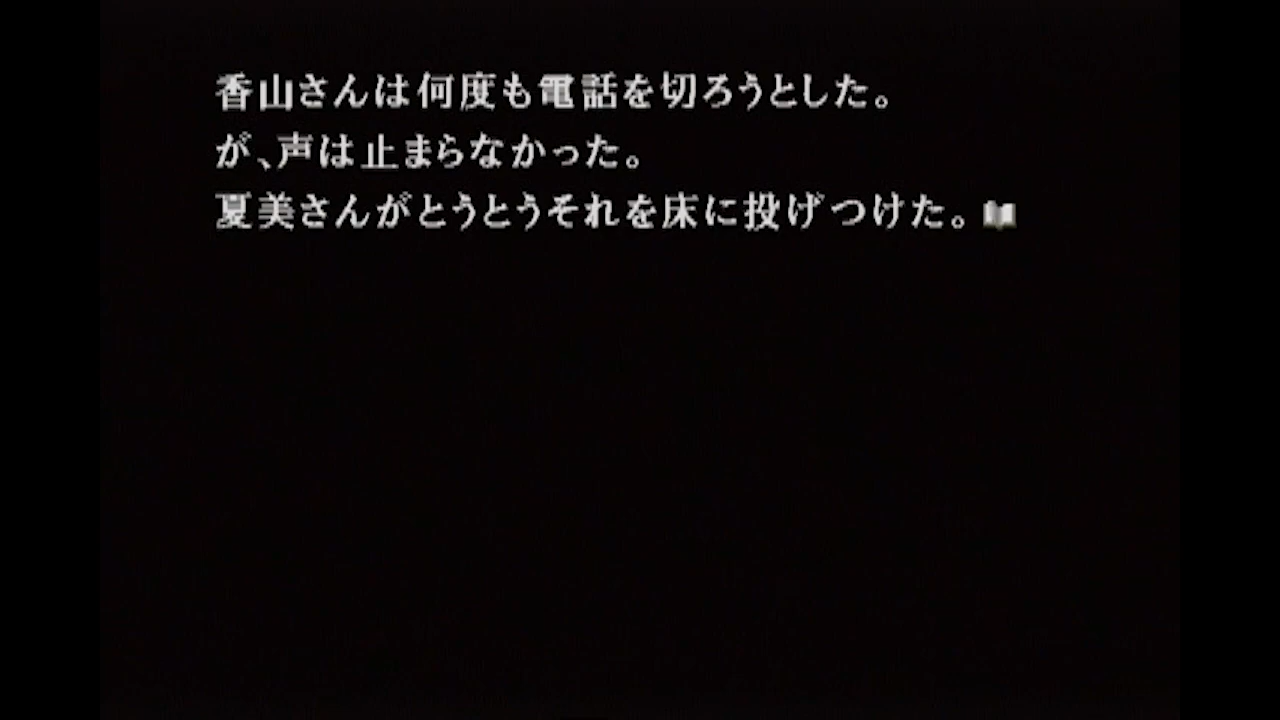 香山さんは何度も電話を切ろうとした。
が、声は止まらなかった。
夏美さんがとうとうそれを床に投げつけた。